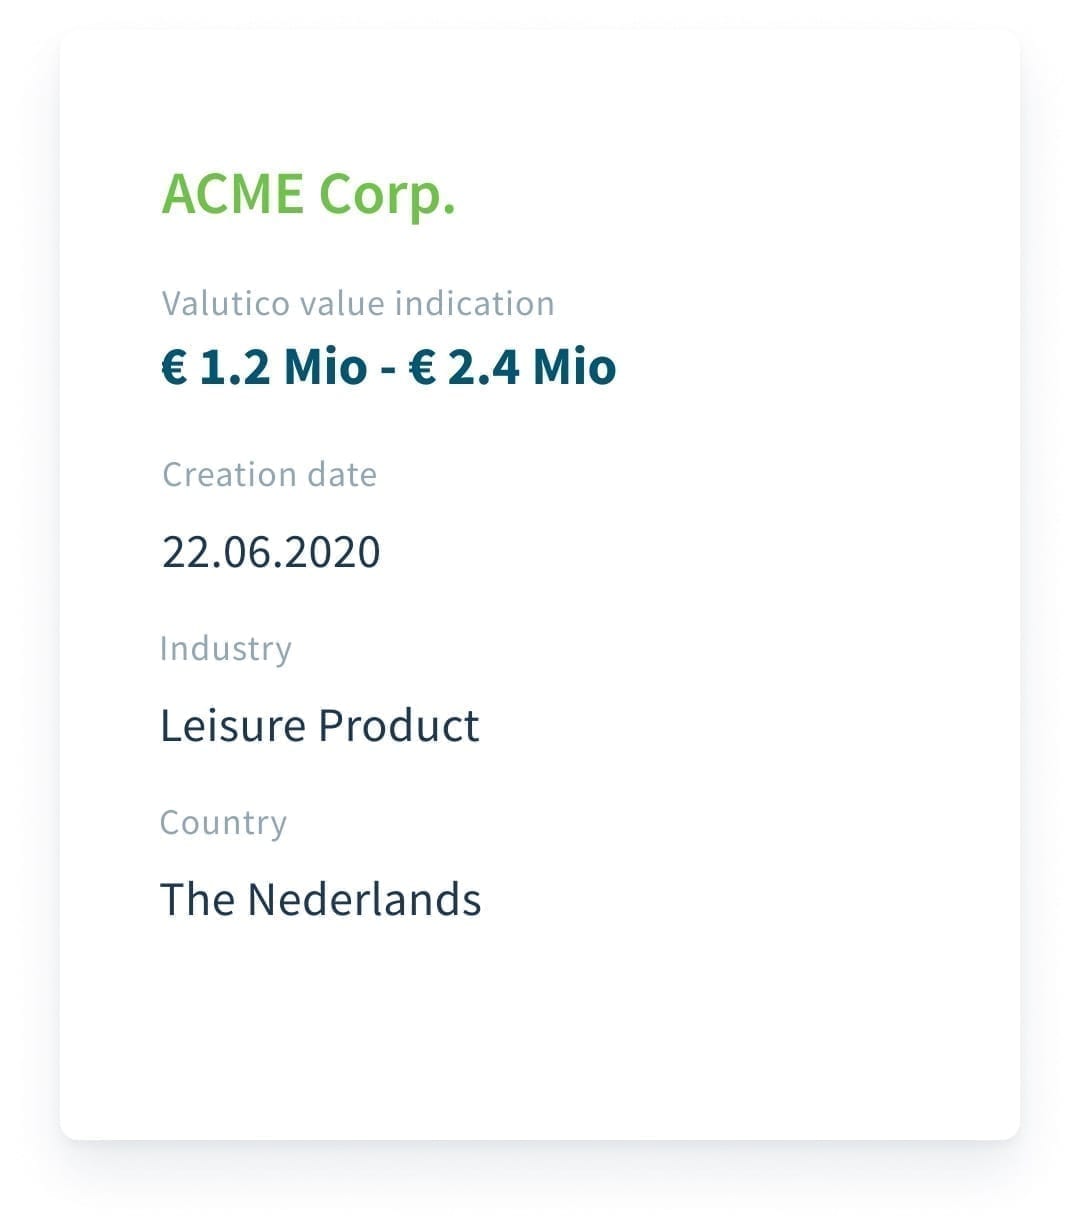 ACME Corp.
Valutico value indication
€ 1.2 Mio - € 2.4 Mio
Creation date
22.06.2020
Industry
Leisure Product
Country
The Nederlands